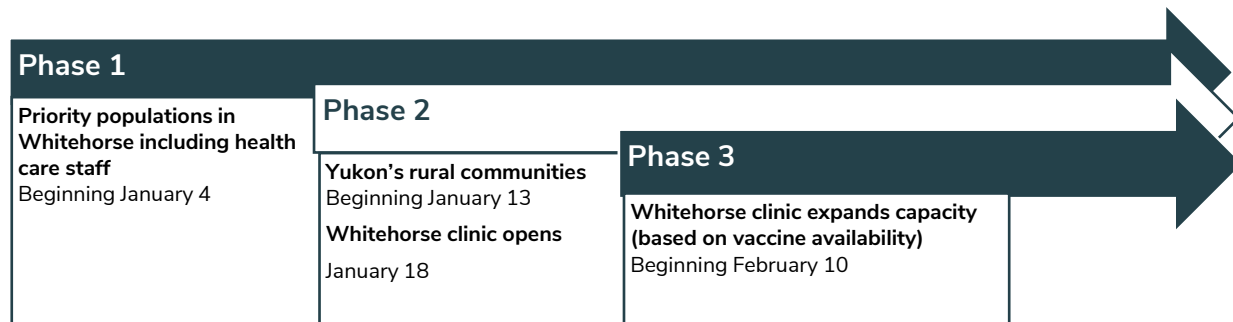 Phase 1
Priority populations in
Whitehorse including health
care staff
Beginning January 4
Phase 2
Yukon’s rural communities
Beginning January 13
Whitehorse clinic opens
January 18
Phase 3
Whitehorse clinic expands capacity
(based on vaccine availability)
Beginning February 10